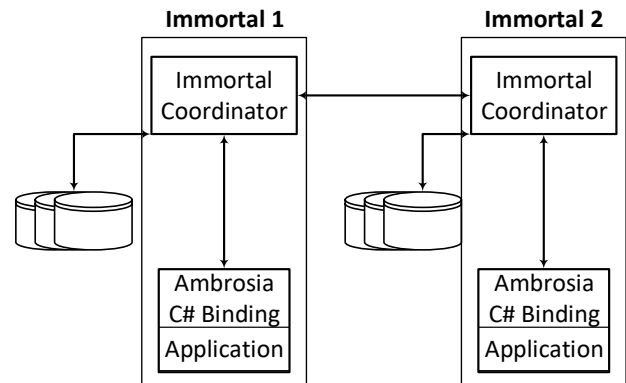 Immortal 1
Immortal
Coordinator
Ambrosia
C# Binding
Application
Immortal 2
Immortal
Coordinator
Ambrosia
C# Binding
Application